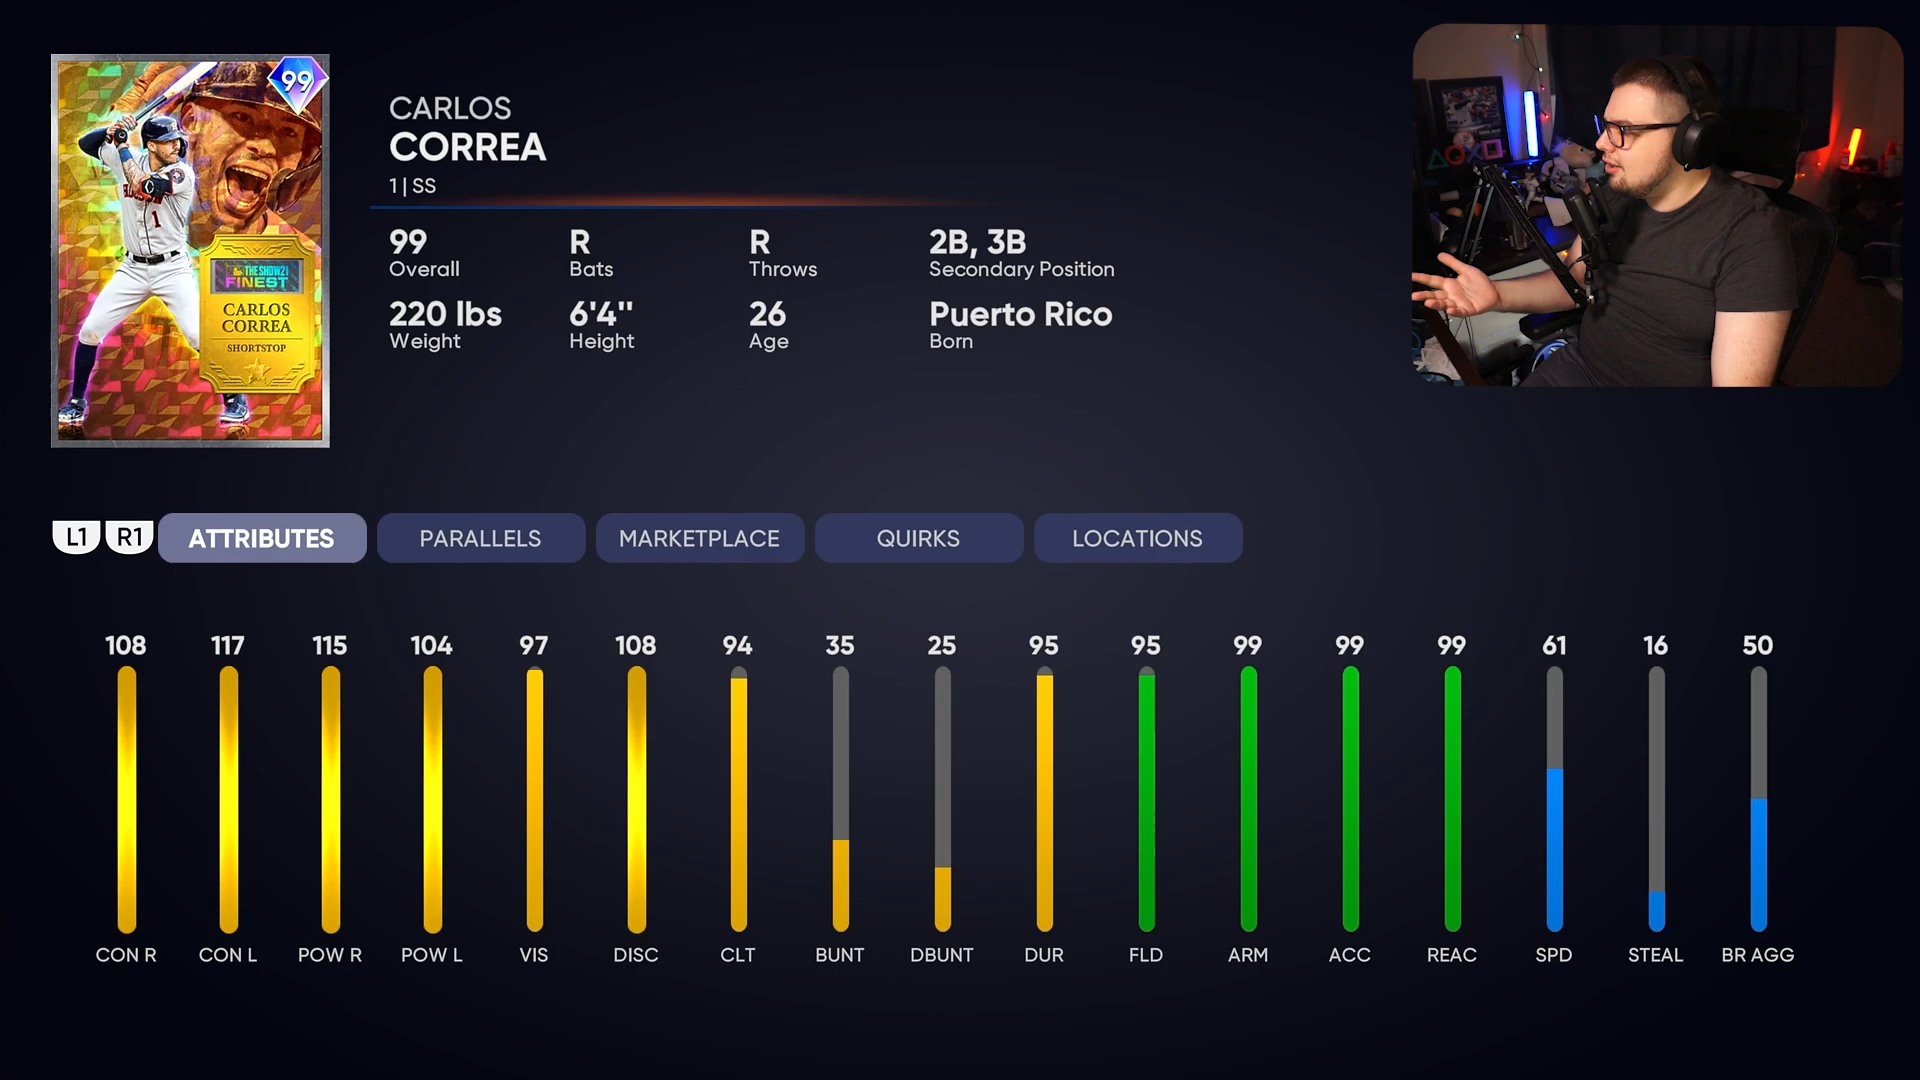 99
HOUSTON
1
THE SHOW 21
FINEST
CARLOS
CORREA
SHORTSTOP
CARLOS
CORREA
1 | SS
99 R R 2B, 3B
Overall Bats Throws Secondary Position
220 lbs 6'4'' 26 Puerto Rico
Weight Height Age Born
L1 R1 ATTRIBUTES PARALLELS MARKETPLACE QUIRKS LOCATIONS
108 117 115 104 97 108 94 35 25 95 95 99 99 99 61 16 50
CON R CON L POW R POW L VIS DISC CLT BUNT DBUNT DUR FLD ARM ACC REAC SPD STEAL BR AGG